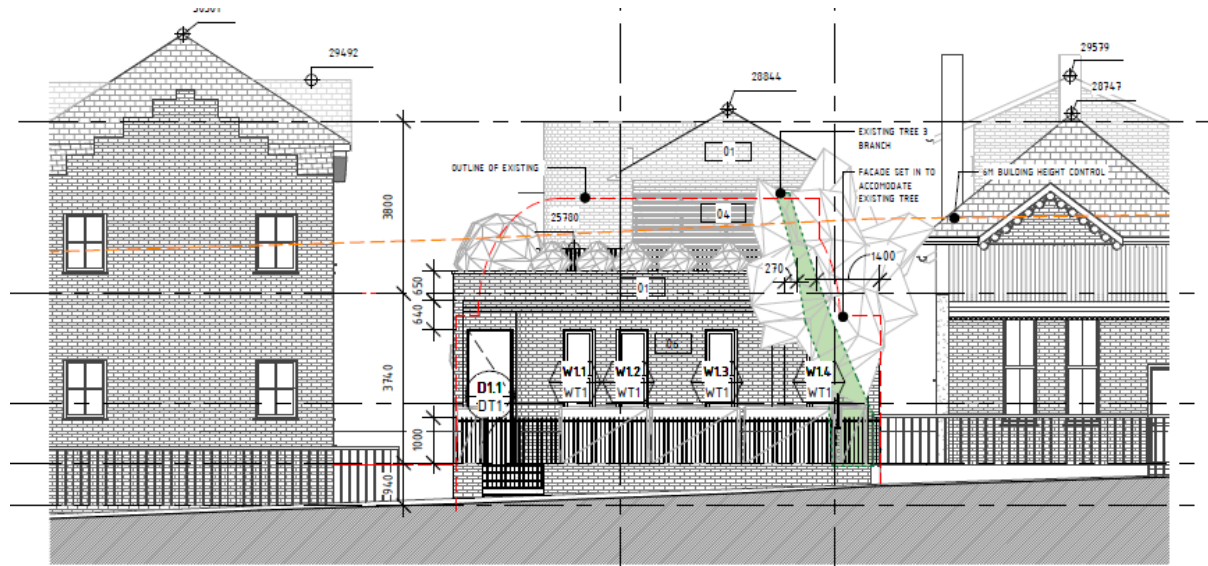 29492
28844
29579
28747
EXISTING TREE 3
BRANCH
OUTLINE OF EXISTING
01
FACADE SET IN TO
ACCOMODATE
EXISTING TREE
6M BUILDING HEIGHT CONTROL
3800
04
25780
270
1400
650
01
640
06
3740
W1.1
WT1
W1.2
WT1
W1.3
WT1
W1.4
WT1
D1.1
DT1
1000
940